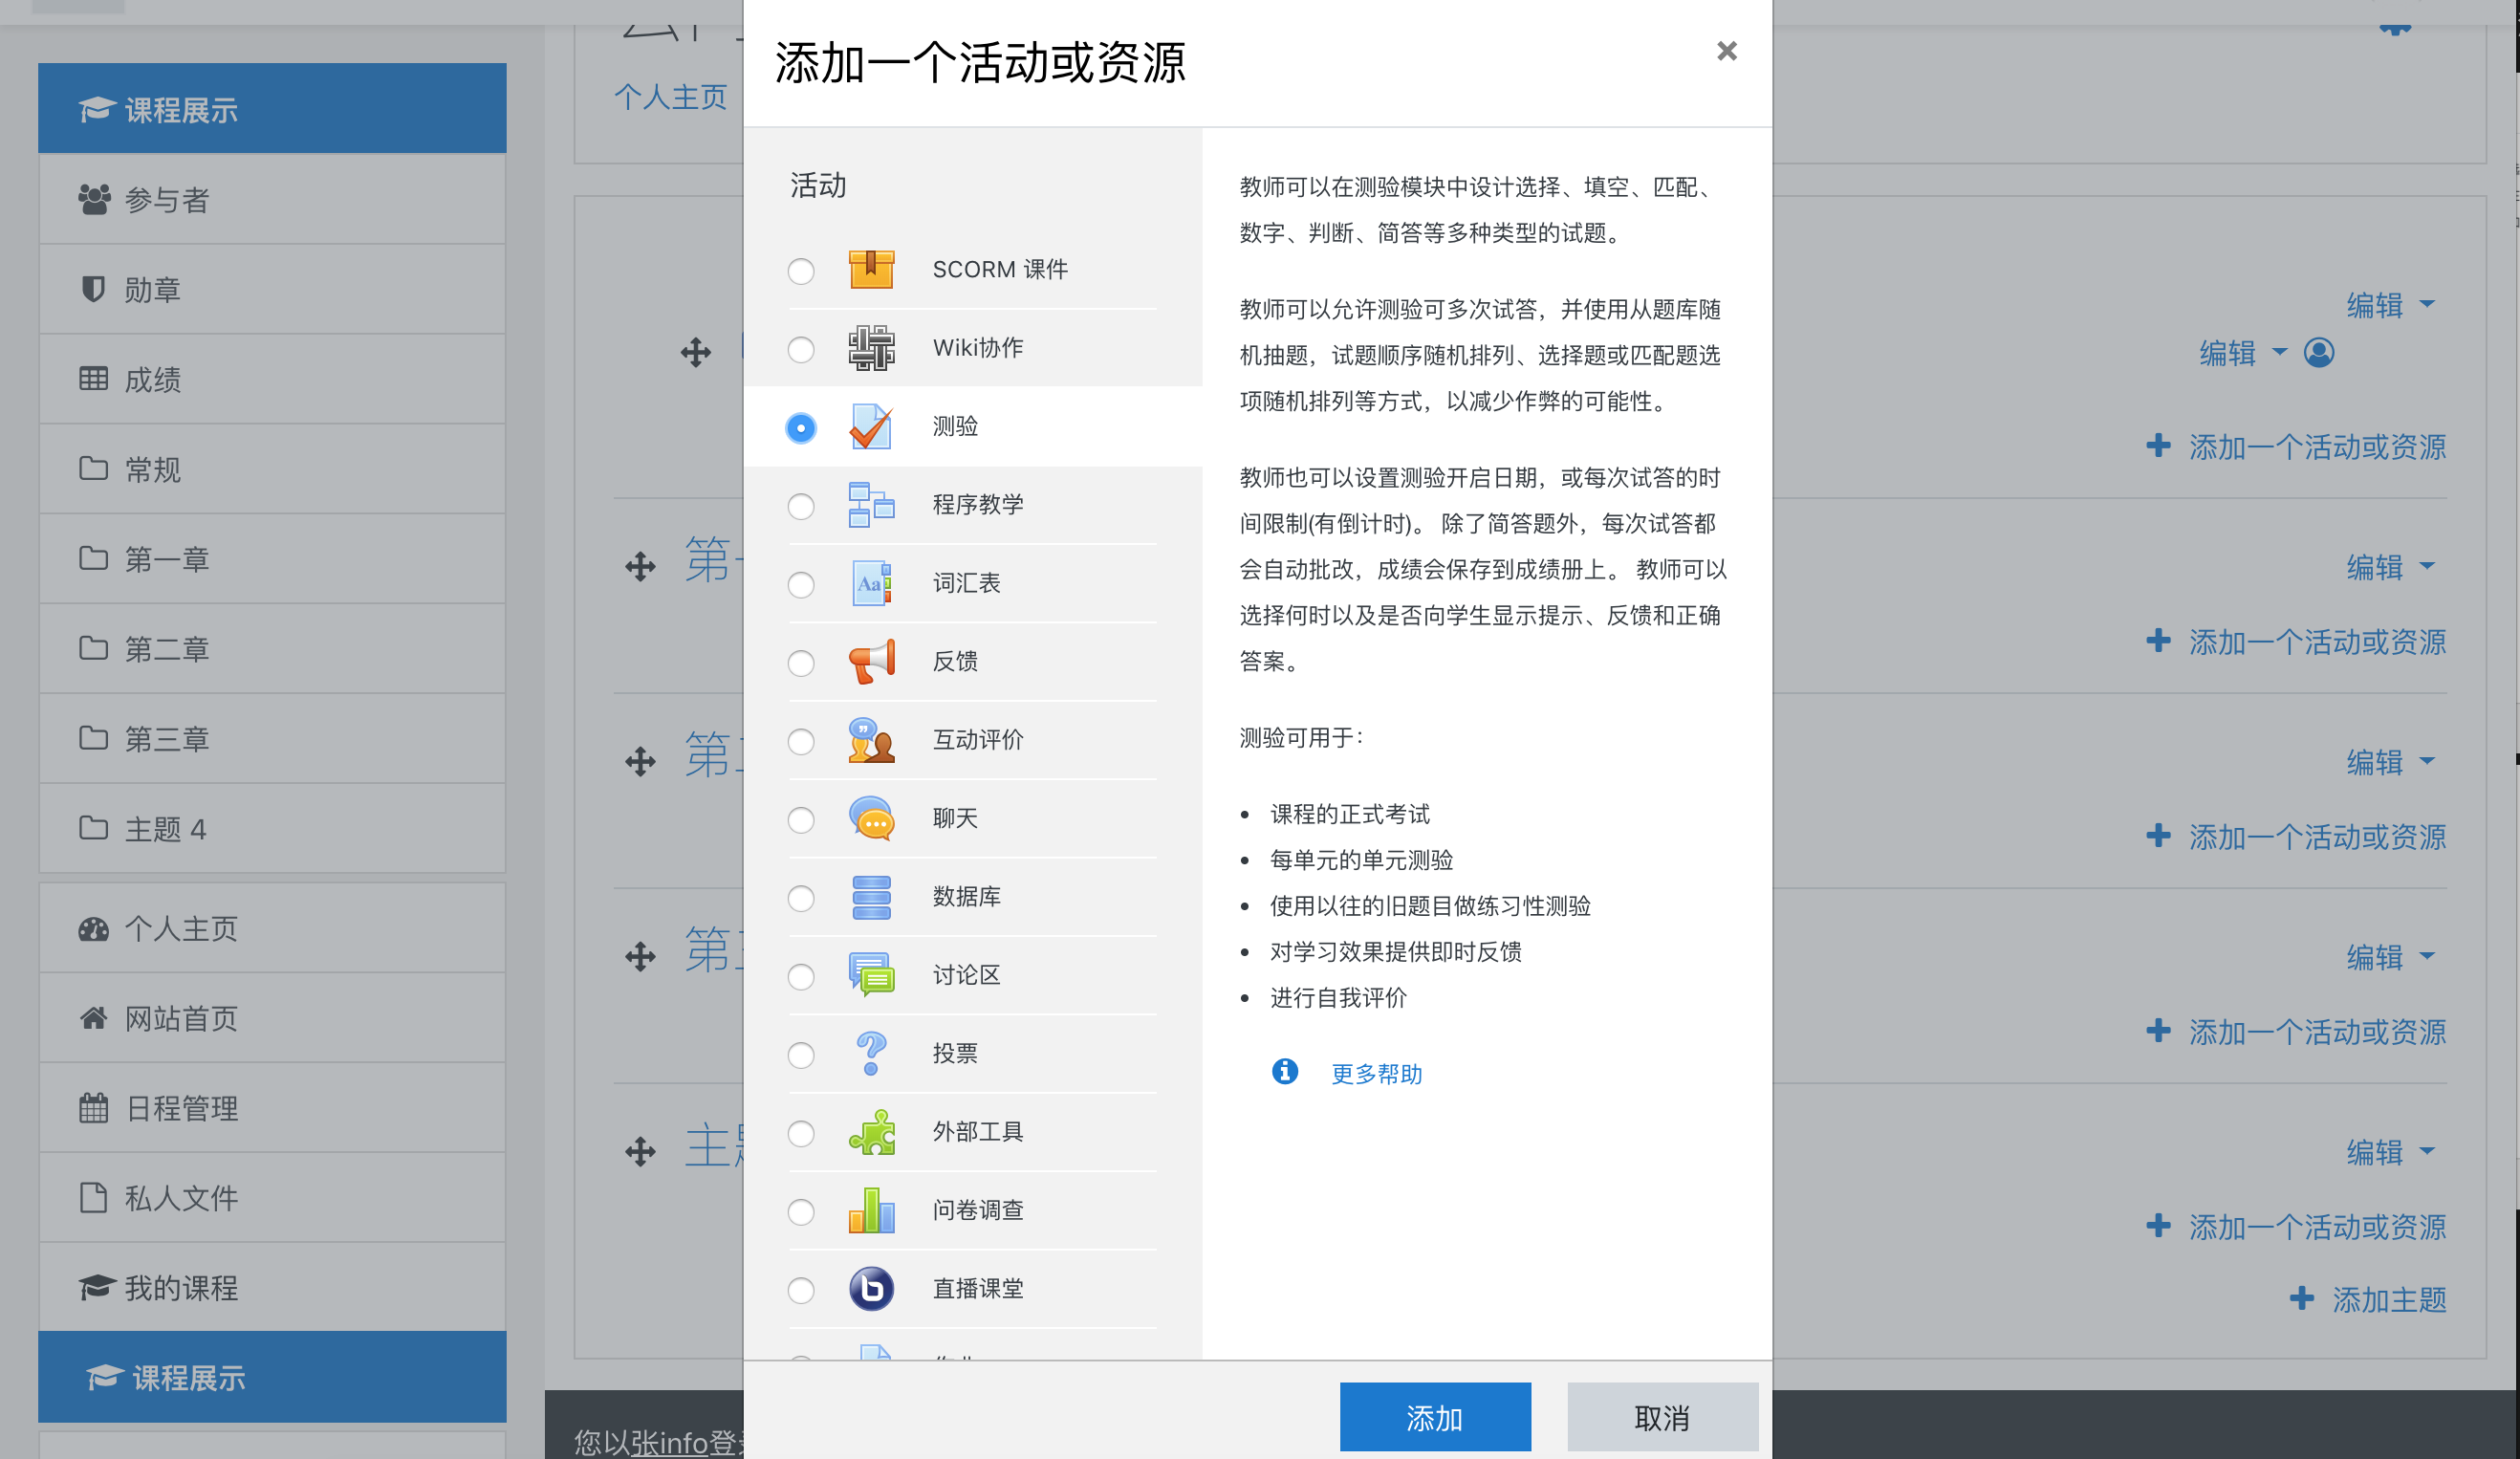 添加一个活动或资源
×
课程展示
参与者
勋章
成绩
常规
第一章
第二章
第三章
主题 4
个人主页
网站首页
日程管理
私人文件
我的课程
课程展示
个人主页
活动
SCORM 课件
Wiki协作
测验
程序教学
词汇表
反馈
互动评价
聊天
数据库
讨论区
投票
外部工具
问卷调查
直播课堂
教师可以在测验模块中设计选择、填空、匹配、
数字、判断、简答等多种类型的试题。
教师可以允许测验可多次试答，并使用从题库随
机抽题，试题顺序随机排列、选择题或匹配题选
项随机排列等方式，以减少作弊的可能性。
教师也可以设置测验开启日期，或每次试答的时
间限制(有倒计时)。 除了简答题外，每次试答都
会自动批改，成绩会保存到成绩册上。 教师可以
选择何时以及是否向学生显示提示、反馈和正确
答案。
测验可用于：
• 课程的正式考试
• 每单元的单元测验
• 使用以往的旧题目做练习性测验
• 对学习效果提供即时反馈
• 进行自我评价
更多帮助
添加
取消
编辑
编辑
添加一个活动或资源
第
编辑
添加一个活动或资源
第
编辑
添加一个活动或资源
第
编辑
添加一个活动或资源
主
编辑
添加一个活动或资源
添加主题
您以张info登